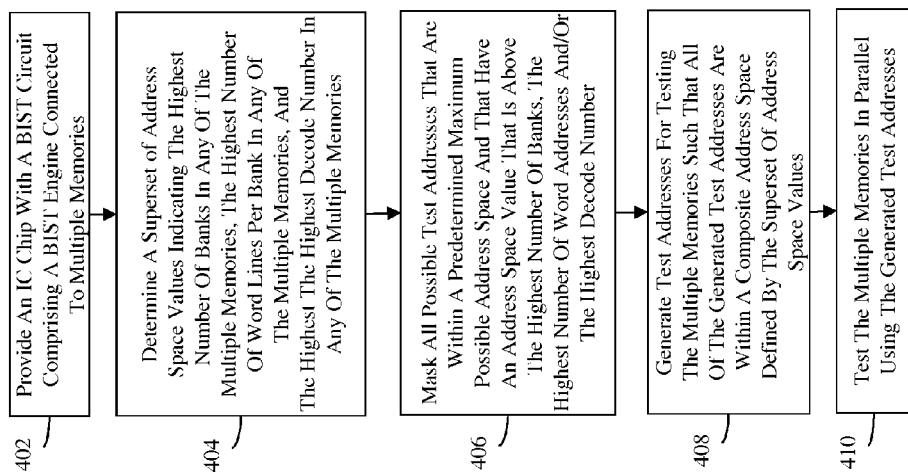 402
Provide An IC Chip With A BIST Circuit
Comprising A BIST Engine Connected
To Multiple Memories
404
Determine A Superset of Address
Space Values Indicating The Highest
Number Of Banks In Any Of The
Multiple Memories, The Highest Number
Of Word Lines Per Bank In Any Of
The Multiple Memories, And
The Highest The Highest Decode Number In
Any Of The Multiple Memories
406
Mask All Possible Test Addresses That Are
Within A Predetermined Maximum
Possible Address Space And That Have
An Address Space Value That Is Above
The Highest Number Of Banks, The
Highest Number Of Word Addresses And/Or
The Highest Decode Number
408
Generate Test Addresses For Testing
The Multiple Memories Such That All
Of The Generated Test Addresses Are
Within A Composite Address Space
Defined By The Superset Of Address
Space Values
410
Test The Multiple Memories In Parallel
Using The Generated Test Addresses